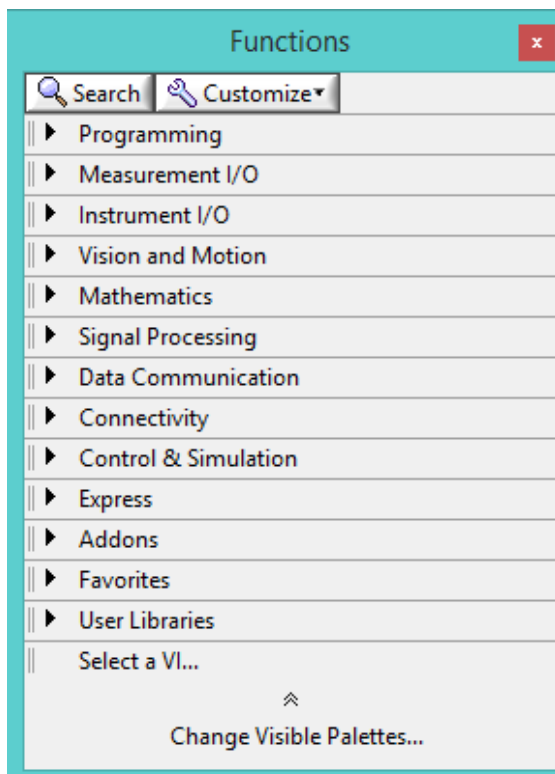 Functions
x
Search Customize
Programming
Measurement I/O
Instrument I/O
Vision and Motion
Mathematics
Signal Processing
Data Communication
Connectivity
Control & Simulation
Express
Addons
Favorites
User Libraries
Select a VI...
Change Visible Palettes...